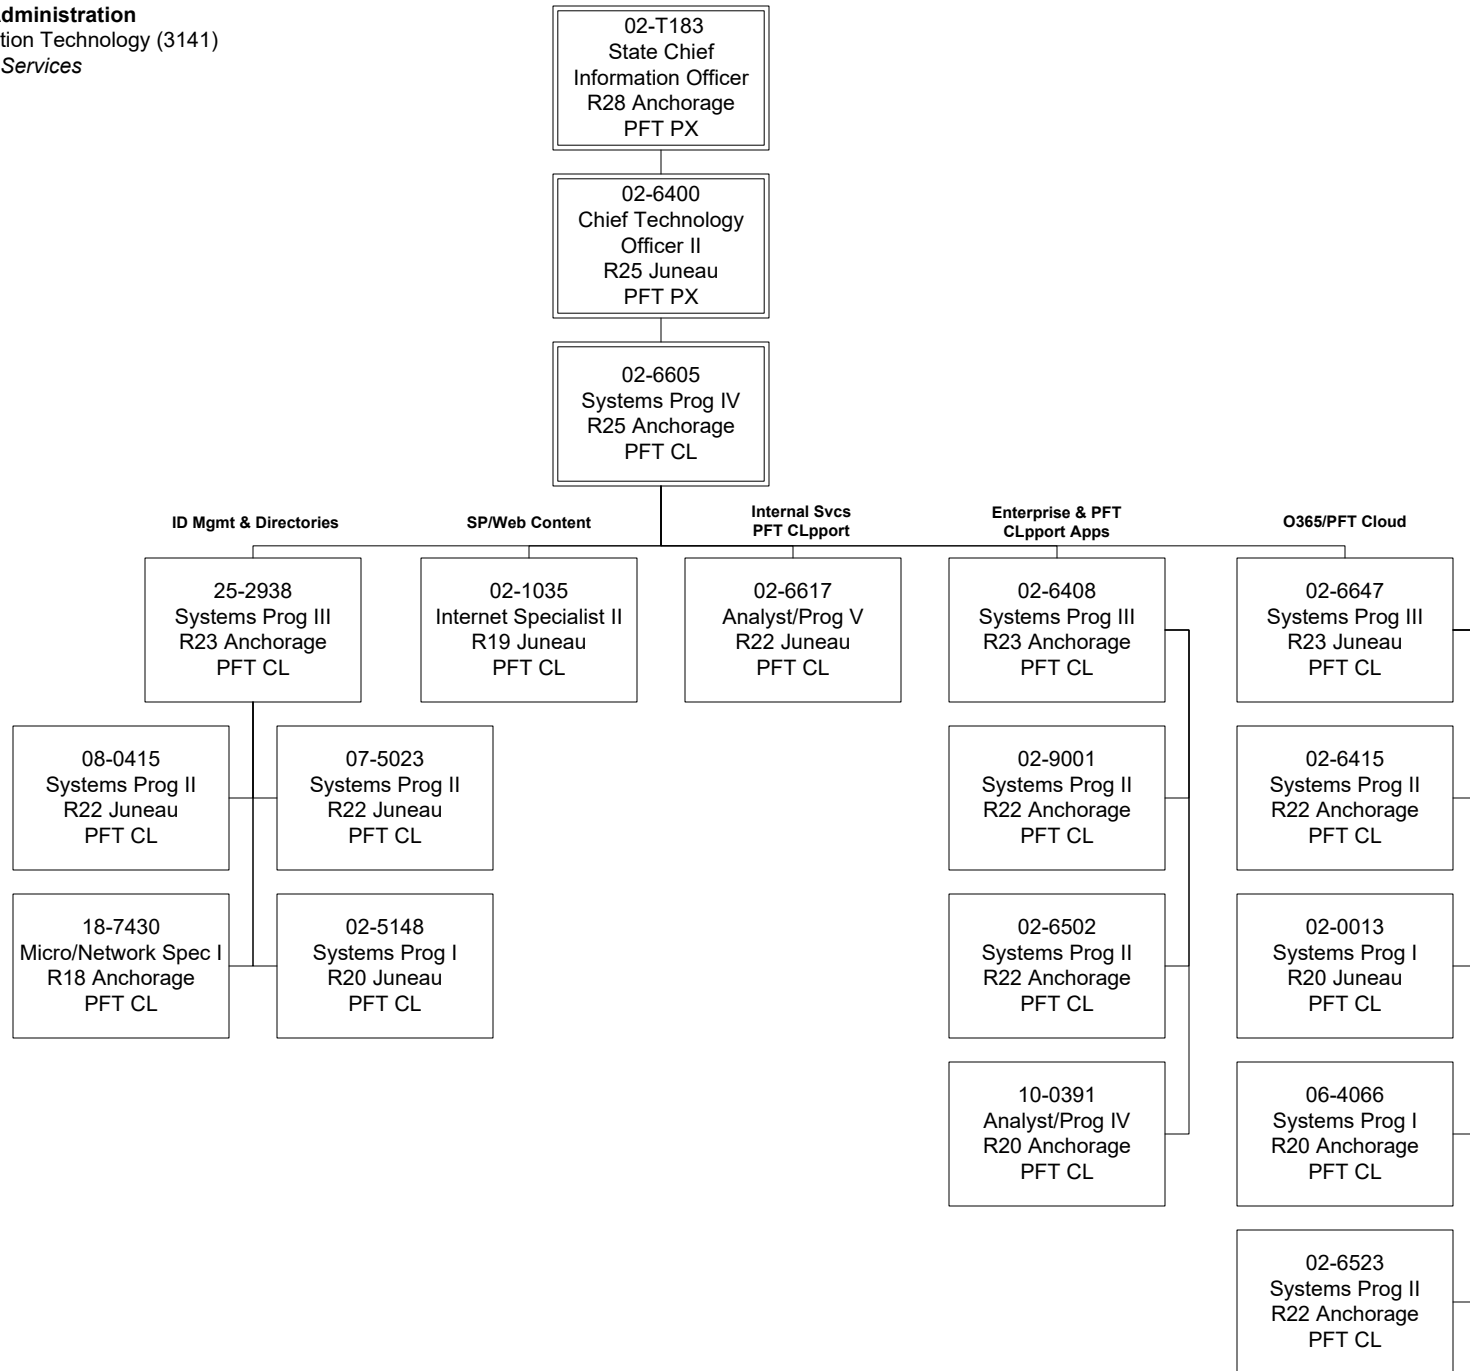 dministration
tion Technology (3141)
Services
02-T183
State Chief
Information Officer
R28 Anchorage
PFT PX
02-6400
Chief Technology
Officer II
R25 Juneau
PFT PX
02-6605
Systems Prog IV
R25 Anchorage
PFT CL
ID Mgmt & Directories
SP/Web Content
Internal Svcs
PFT CLpport
Enterprise & PFT
CLpport Apps
O365/PFT Cloud
25-2938
Systems Prog III
R23 Anchorage
PFT CL
02-1035
Internet Specialist II
R19 Juneau
PFT CL
02-6617
Analyst/Prog V
R22 Juneau
PFT CL
02-6408
Systems Prog III
R23 Anchorage
PFT CL
02-6647
Systems Prog III
R23 Juneau
PFT CL
08-0415
Systems Prog II
R22 Juneau
PFT CL
07-5023
Systems Prog II
R22 Juneau
PFT CL
02-9001
Systems Prog II
R22 Anchorage
PFT CL
02-6415
Systems Prog II
R22 Anchorage
PFT CL
18-7430
Micro/Network Spec I
R18 Anchorage
PFT CL
02-5148
Systems Prog I
R20 Juneau
PFT CL
02-6502
Systems Prog II
R22 Anchorage
PFT CL
02-0013
Systems Prog I
R20 Juneau
PFT CL
10-0391
Analyst/Prog IV
R20 Anchorage
PFT CL
06-4066
Systems Prog I
R20 Anchorage
PFT CL
02-6523
Systems Prog II
R22 Anchorage
PFT CL